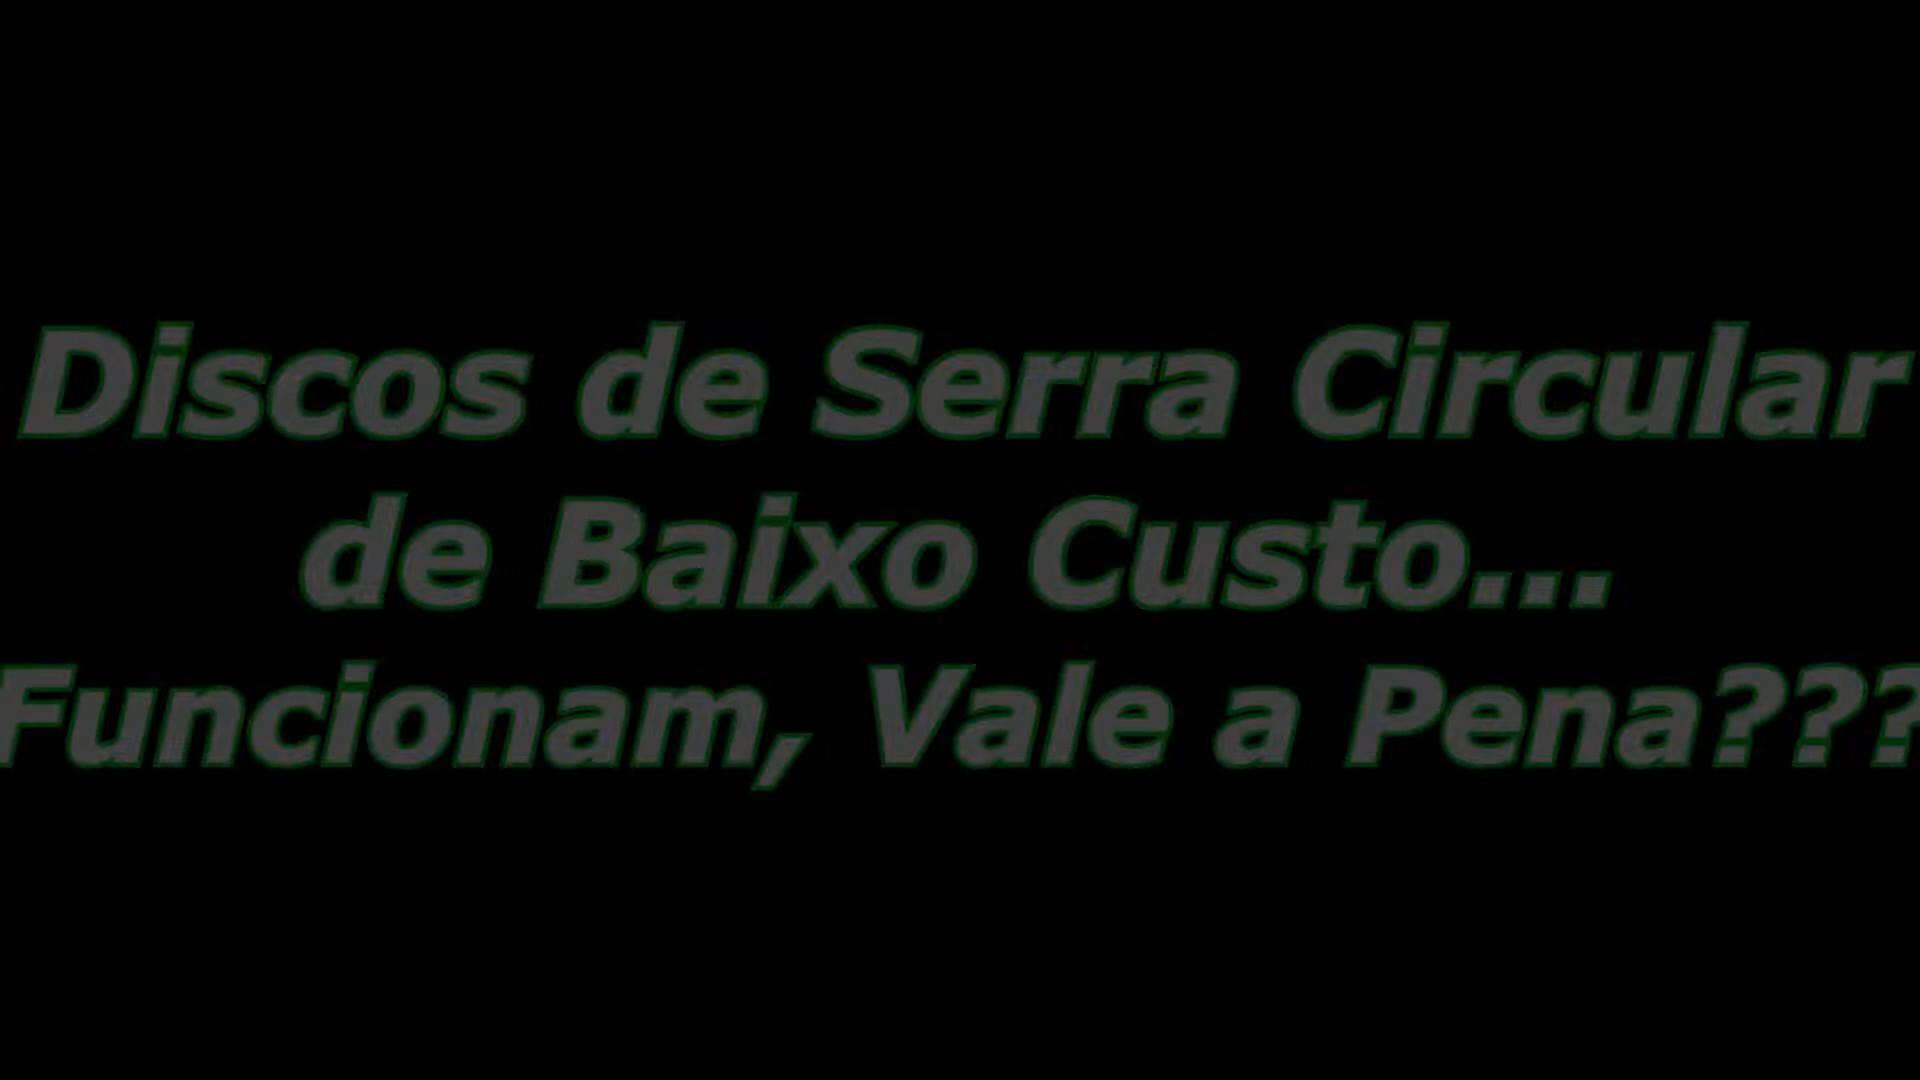 Discos de Serra Circular
de Baixo Custo...
Funcionam, Vale a Pena???